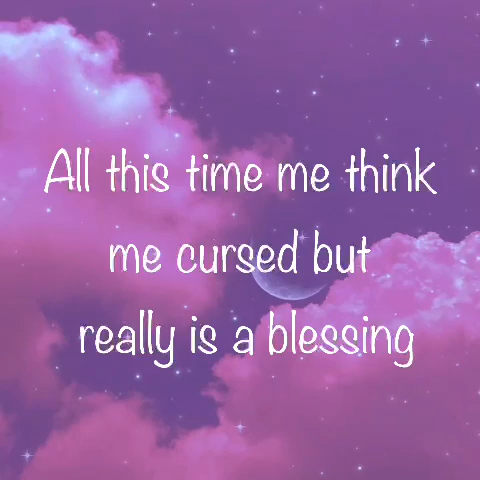 All this time me think
me cursed but
really is a blessing